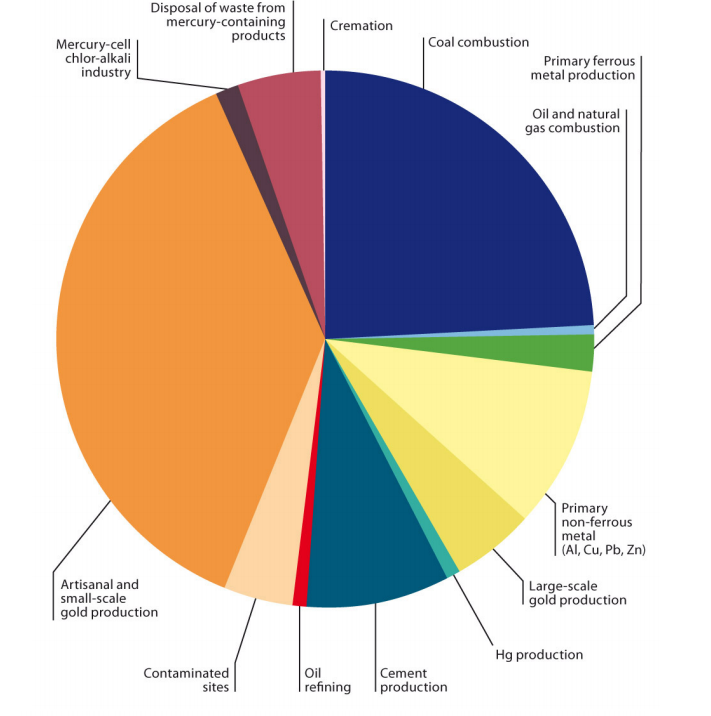 Disposal of waste from
mercury-containing
products
Cremation
Mercury-cell
chlor-alkali
industry
Coal combustion
Primary ferrous
metal production
Oil and natural
gas combustion
Primary
non-ferrous
metal
(Al, Cu, Pb, Zn)
Large-scale
gold production
Hg production
Cement
production
Oil
refining
Contaminated
sites
Artisanal and
small-scale
gold production